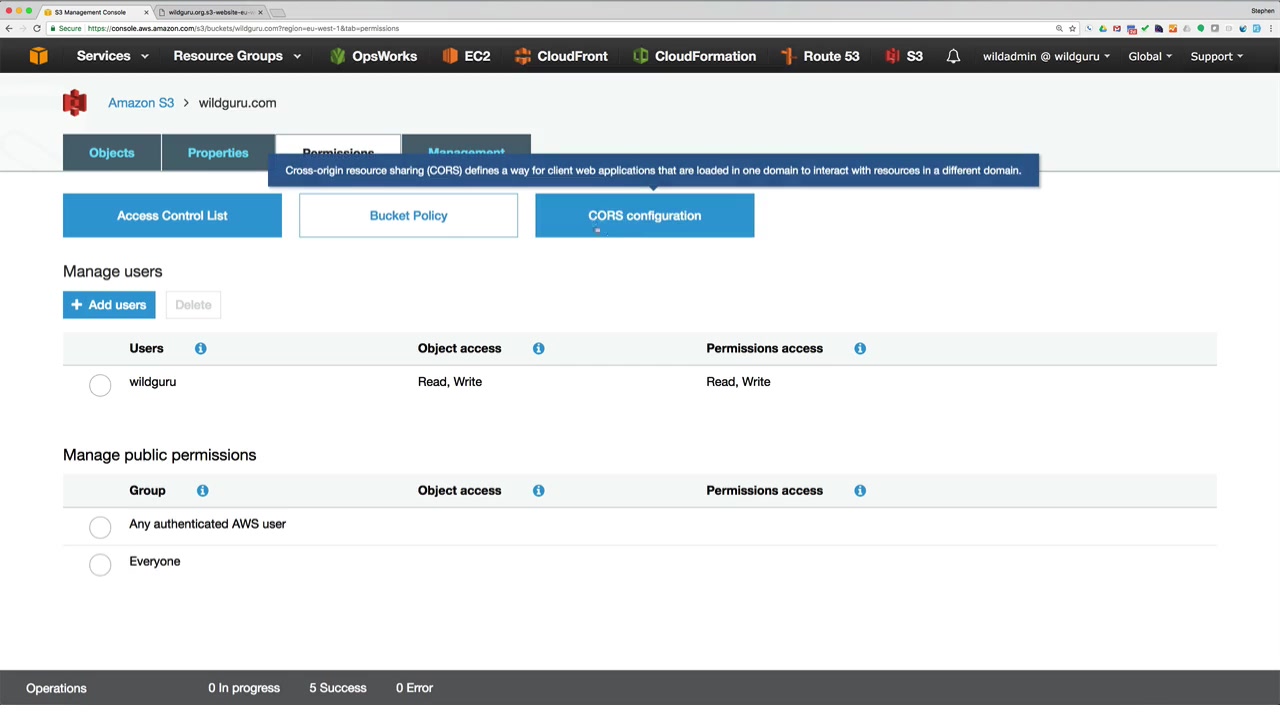 S3 Management Console
wildguru.org.s3-website-eu-w
Stephen
Secure https://console.aws.amazon.com/s3/buckets/wildguru.com?region=eu-west-1&tab=permissions
Services Resource Groups OpsWorks EC2 CloudFront CloudFormation Route 53 S3 wildadmin @ wildguru Global Support
Amazon S3 > wildguru.com
Objects Properties Permissions Management
Cross-origin resource sharing (CORS) defines a way for client web applications that are loaded in one domain to interact with resources in a different domain.
Access Control List Bucket Policy CORS configuration
Manage users
+ Add users Delete
Users Object access Permissions access
wildguru Read, Write Read, Write
Manage public permissions
Group Object access Permissions access
Any authenticated AWS user
Everyone
Operations 0 In progress 5 Success 0 Error